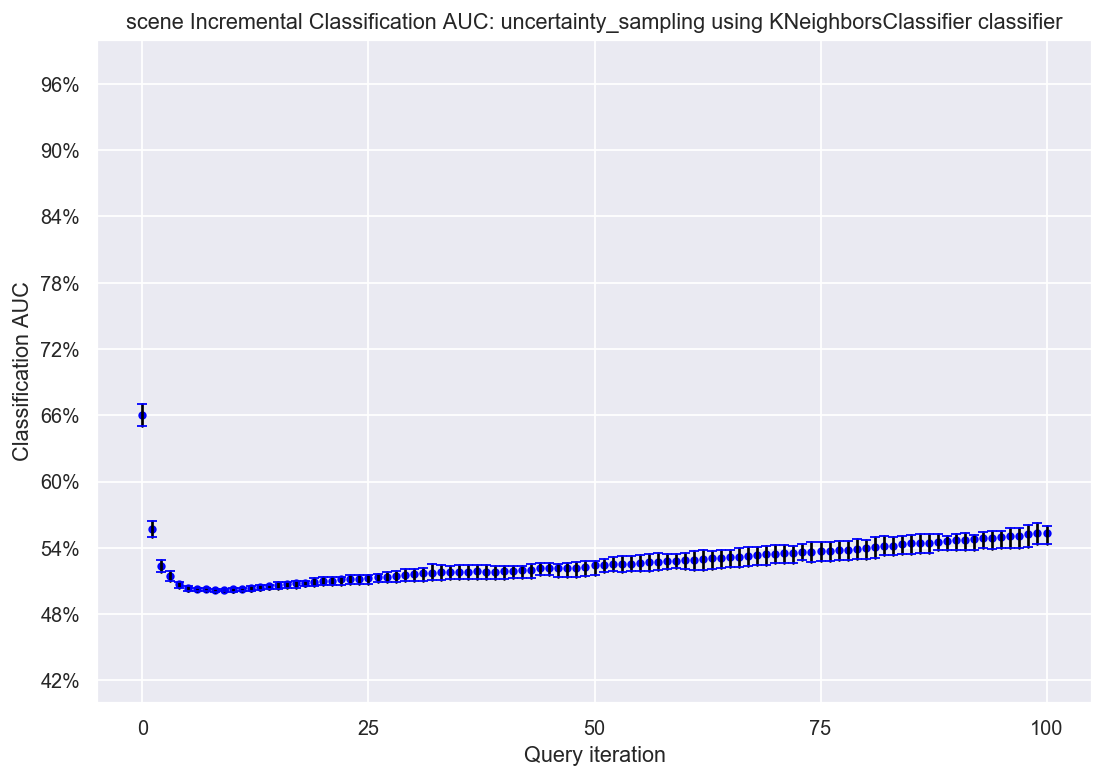 scene Incremental Classification AUC: uncertainty_sampling using KNeighborsClassifier classifier
96%
90%
84%
78%
72%
66%
60%
54%
48%
42%
Classification AUC
0 25 50 75 100
Query iteration